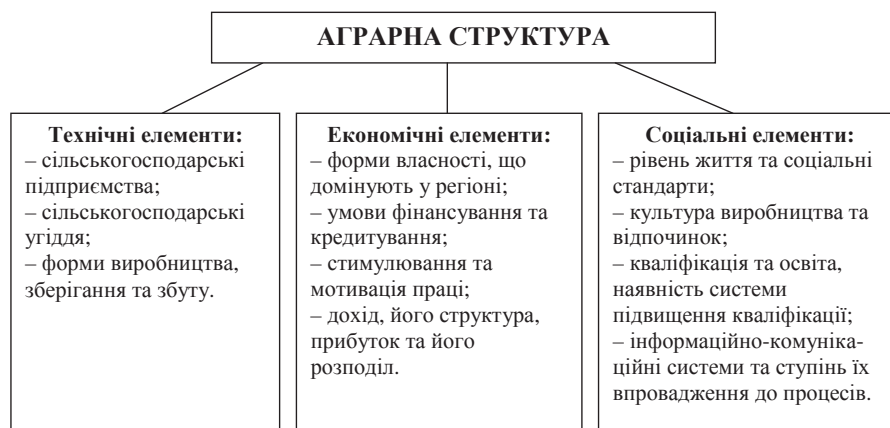 АГРАРНА СТРУКТУРА
Технічні елементи:
– сільськогосподарські
підприємства;
– сільськогосподарські
угіддя;
– форми виробництва,
зберігання та збуту.
Економічні елементи:
– форми власності, що
домінують у регіоні;
– умови фінансування та
кредитування;
– стимулювання та
мотивація праці;
– дохід, його структура,
прибуток та його
розподіл.
Соціальні елементи:
– рівень життя та соціальні
стандарти;
– культура виробництва та
відпочинок;
– кваліфікація та освіта,
наявність системи
підвищення кваліфікації;
– інформаційно-комуніка-
ційні системи та ступінь їх
впровадження до процесів.